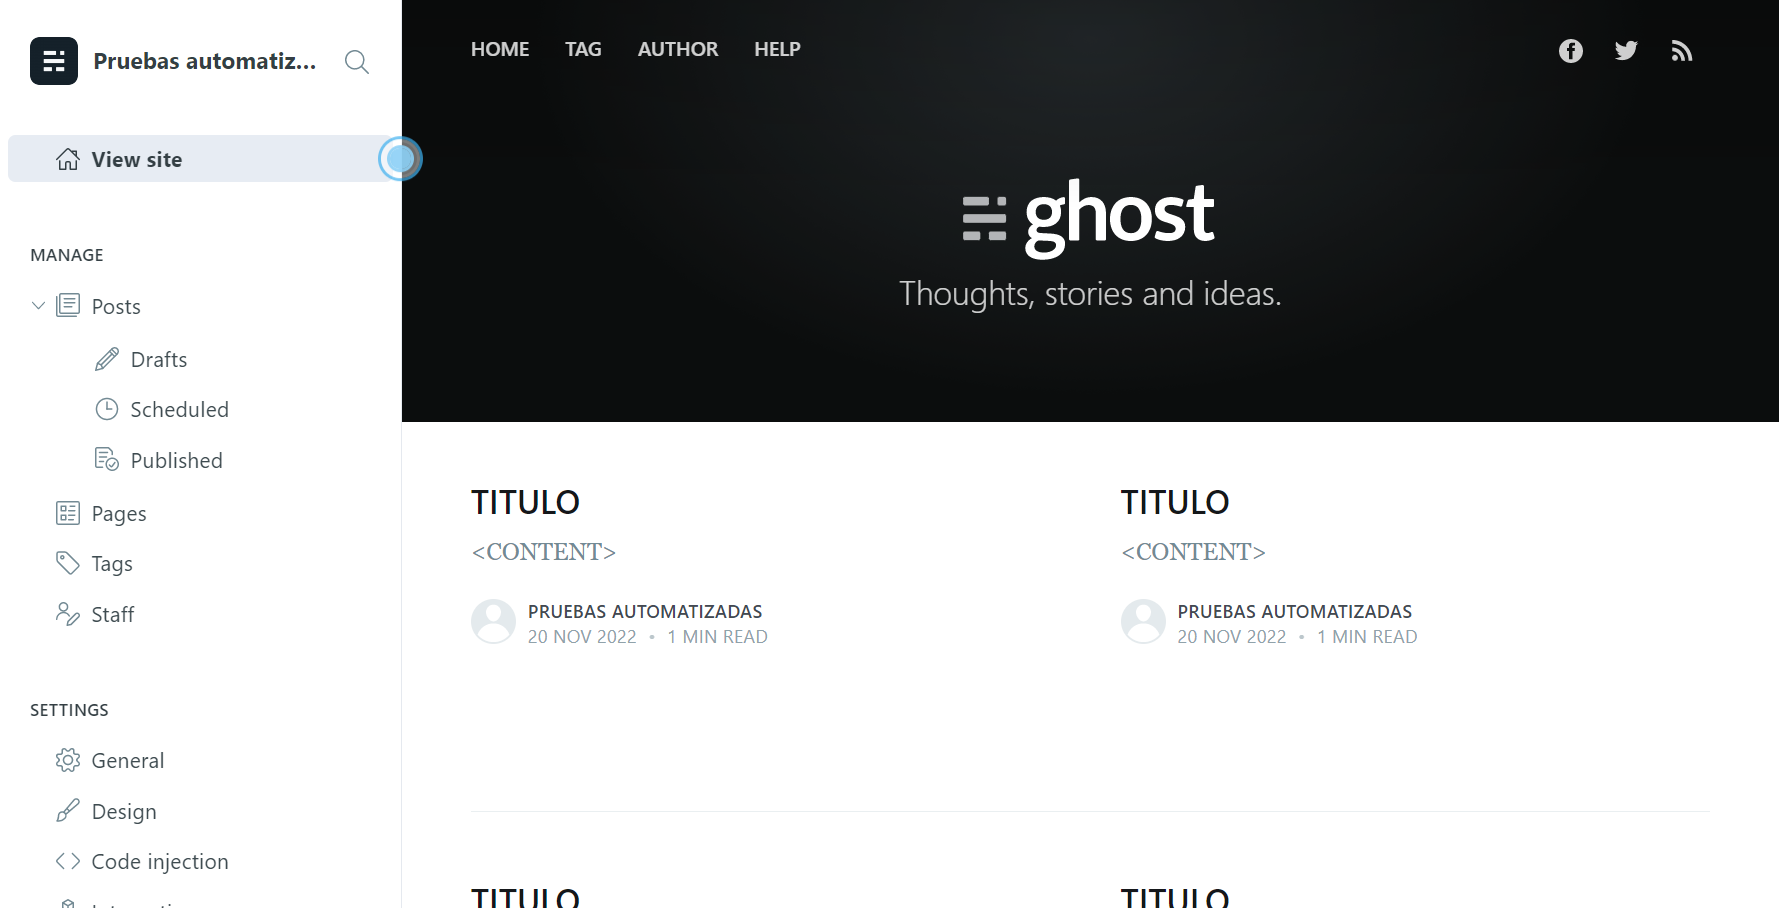 Pruebas automatiz...
View site
MANAGE
Posts
Drafts
Scheduled
Published
Pages
Tags
Staff
SETTINGS
General
Design
Code injection
HOME TAG AUTHOR HELP
ghost
Thoughts, stories and ideas.
TITULO
<CONTENT>
PRUEBAS AUTOMATIZADAS
20 NOV 2022 • 1 MIN READ
TITULO
<CONTENT>
PRUEBAS AUTOMATIZADAS
20 NOV 2022 • 1 MIN READ
TITULO
TITULO